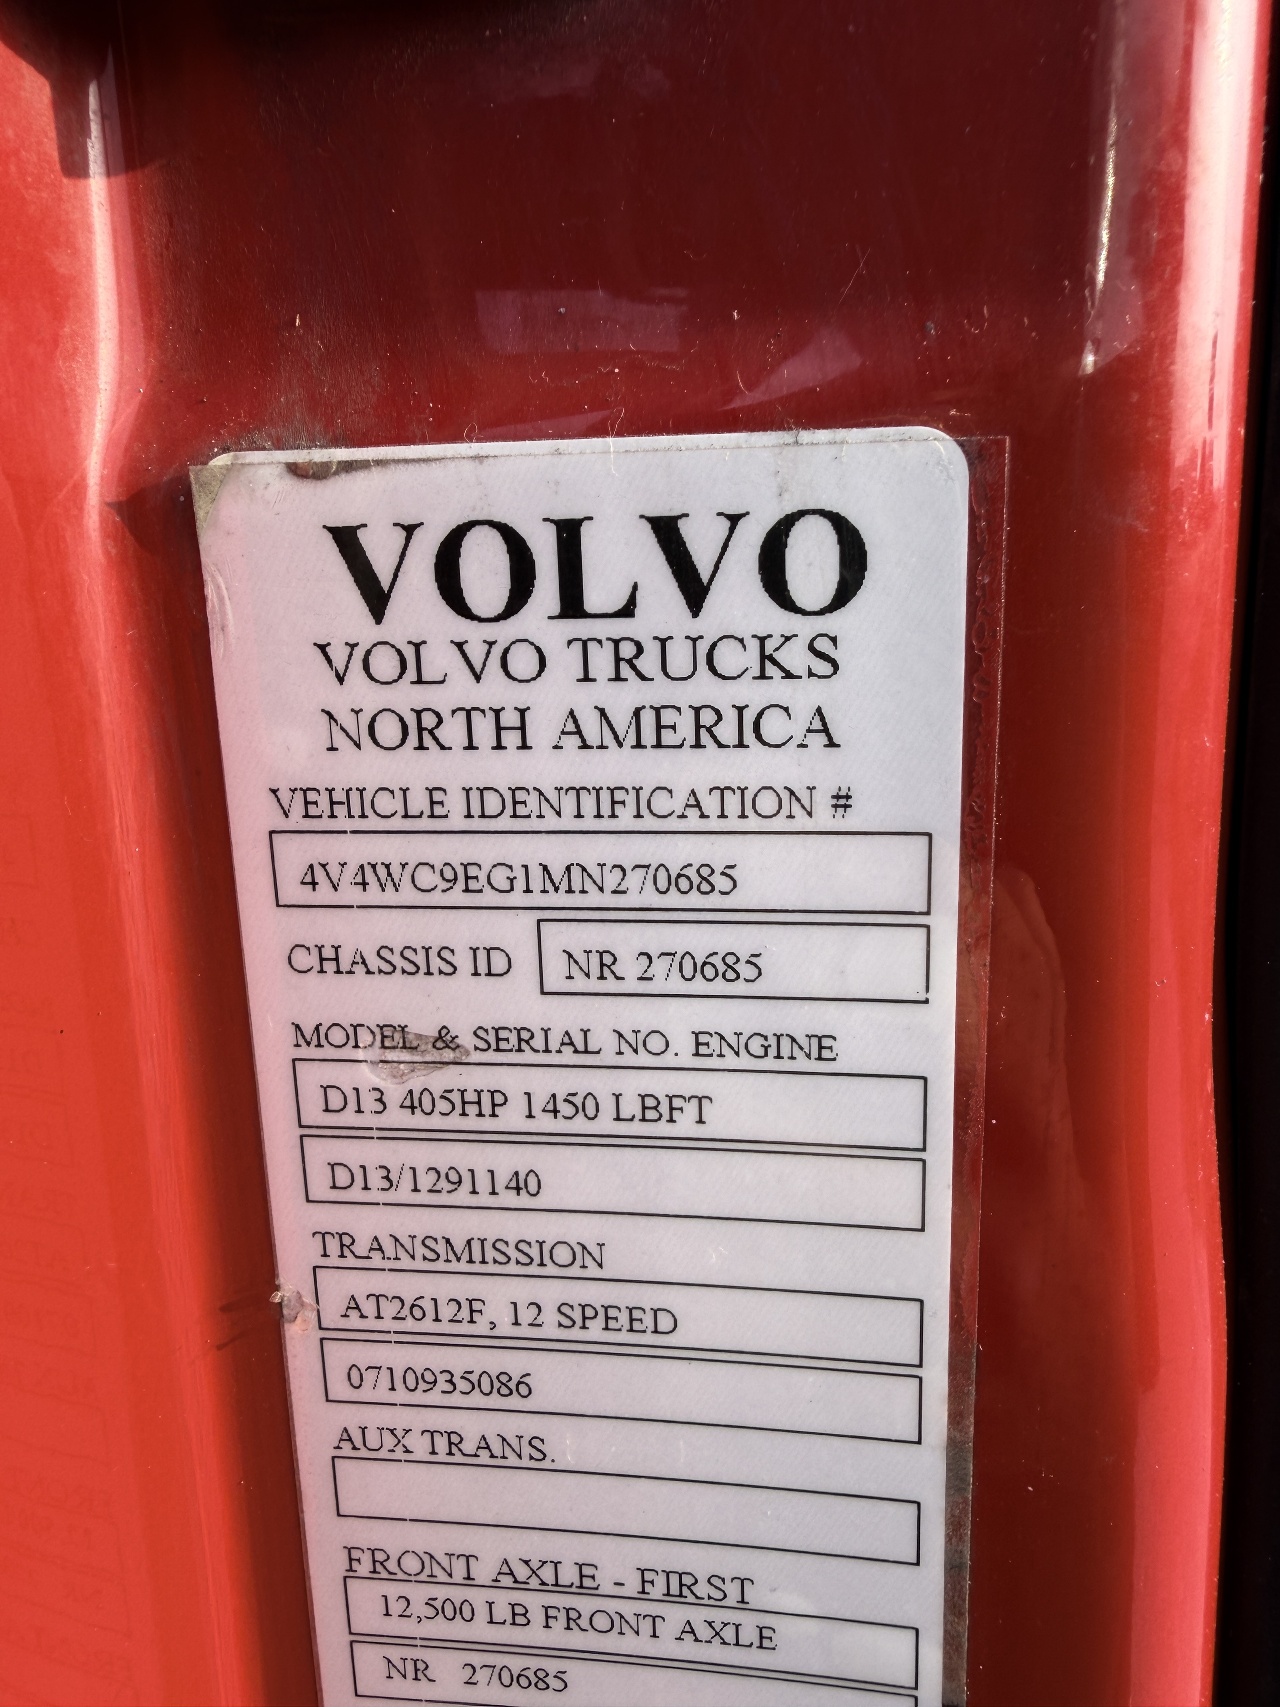 VOLVO
VOLVO TRUCKS
NORTH AMERICA
VEHICLE IDENTIFICATION #
4V4WC9EG1MN270685
CHASSIS ID NR 270685
MODEL & SERIAL NO. ENGINE
D13 405HP 1450 LBFT
D13/1291140
TRANSMISSION
AT2612F, 12 SPEED
0710935086
AUX TRANS.
FRONT AXLE - FIRST
12,500 LB FRONT AXLE
NR 270685